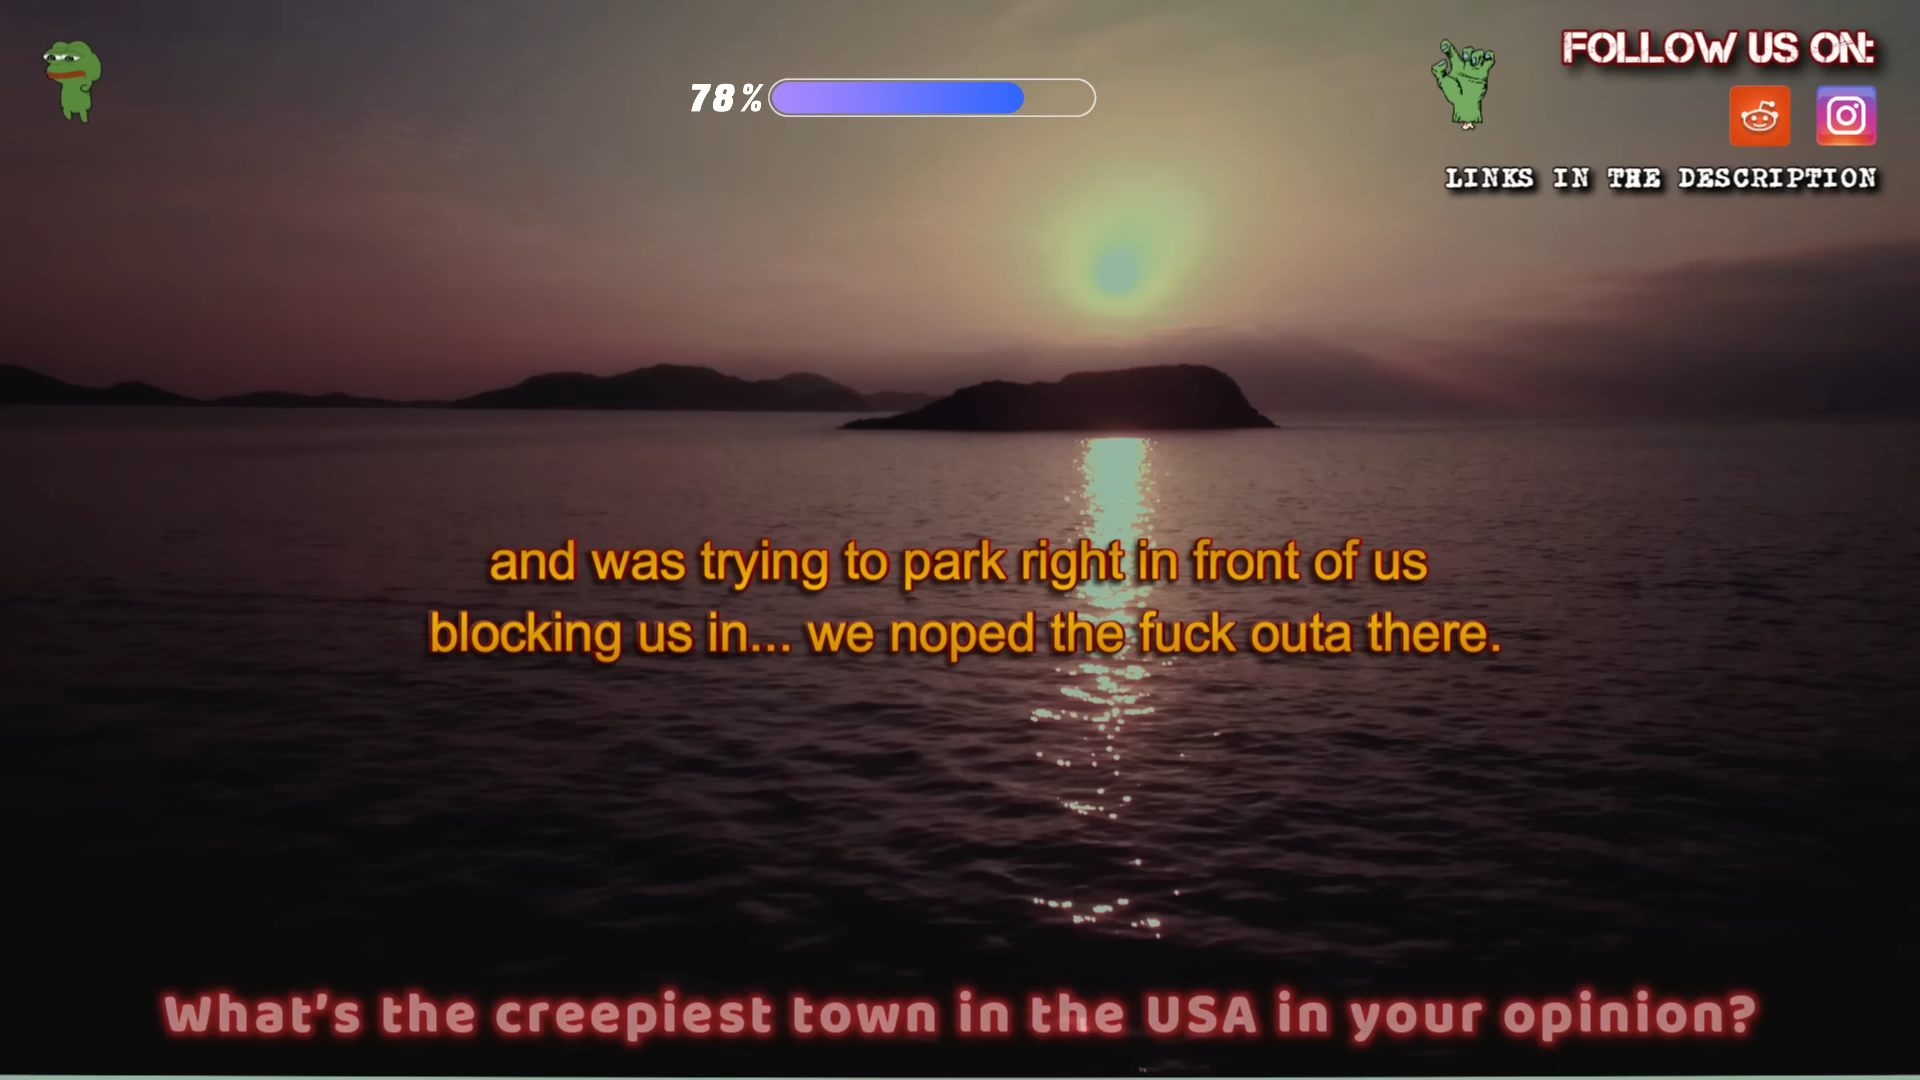 78%
FOLLOW US ON:
LINKS IN THE DESCRIPTION
and was trying to park right in front of us
blocking us in... we noped the fuck outa there.
What's the creepiest town in the USA in your opinion?